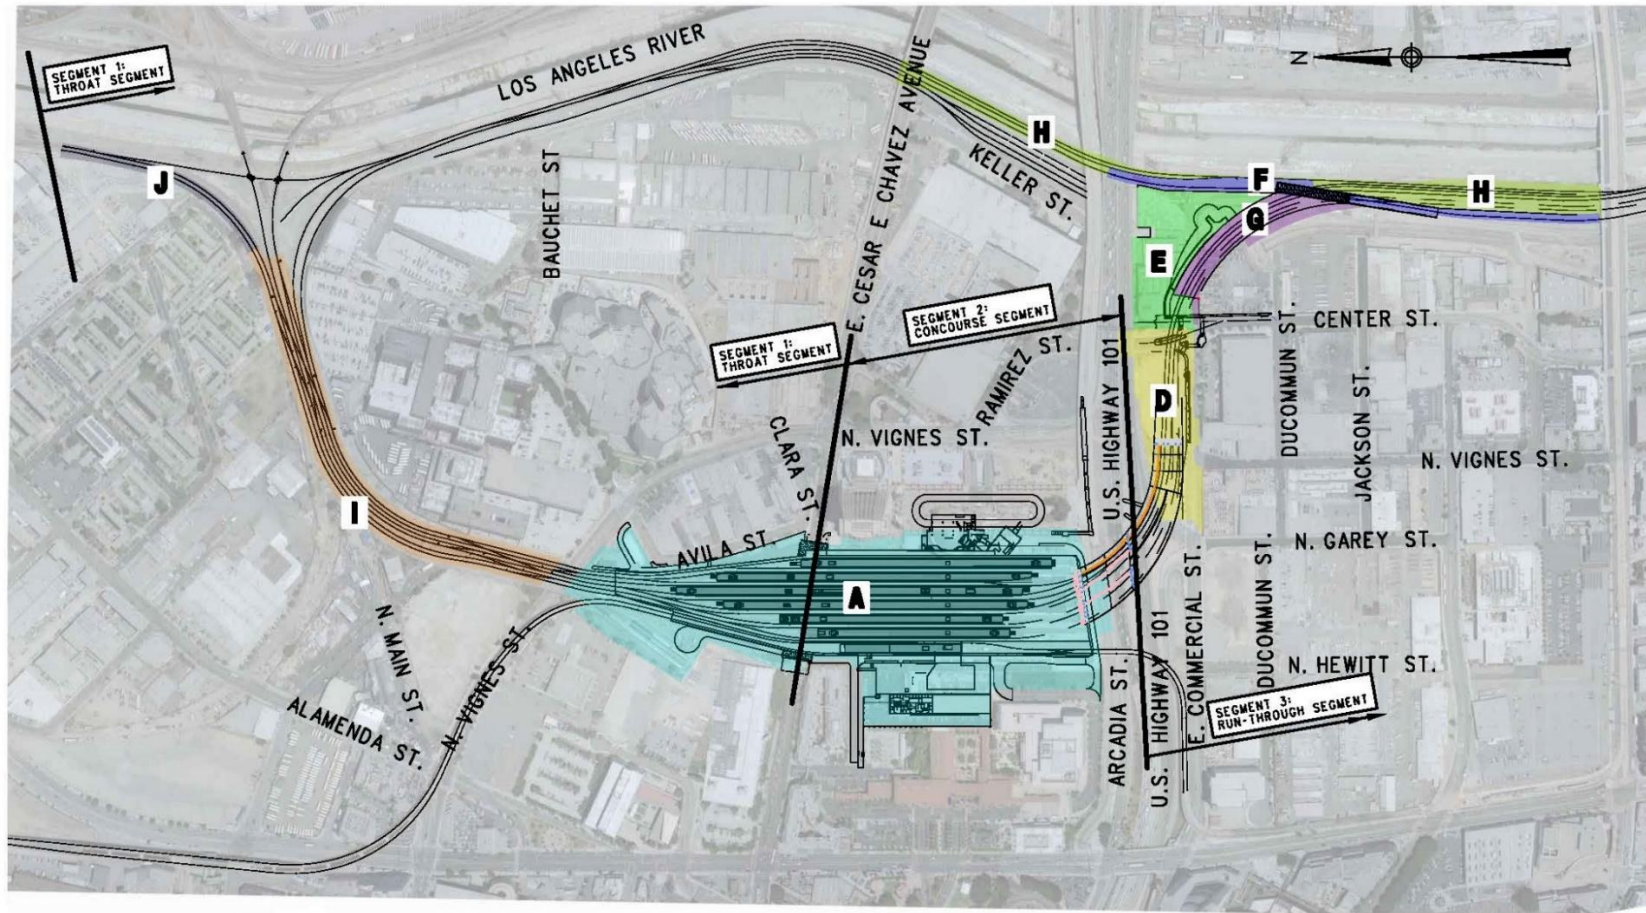 SEGMENT 1:
THROAT SEGMENT
LOS ANGELES RIVER
N
J
H
KELLER ST.
F
H
G
E
BAUCHET ST
E. CESAR E CHAVEZ AVENUE
SEGMENT 2:
CONCOURSE SEGMENT
SEGMENT 1:
THROAT SEGMENT
RAMIREZ ST.
CENTER ST.
DUCOMMUN ST.
JACKSON ST.
D
U.S. HIGHWAY 101
CLARA ST.
N. VIGNES ST.
N. VIGNES ST.
I
AVILA ST.
N. GAREY ST.
A
E. COMMERCIAL ST.
DUCOMMUN ST.
N. HEWITT ST.
N. MAIN ST.
N. VIGNES ST.
ALAMENDA ST.
ARCADIA ST.
U.S. HIGHWAY 101
SEGMENT 3:
RUN-THROUGH SEGMENT